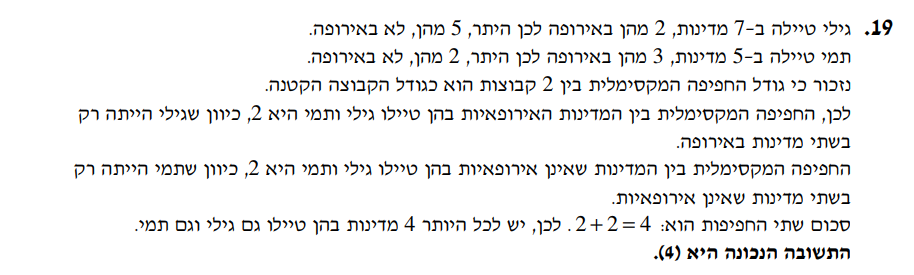 19. גילי טיילה ב-7 מדינות, 2 מהן באירופה לכן היתר, 5 מהן, לא באירופה.
תמי טיילה ב-5 מדינות, 3 מהן באירופה לכן היתר, 2 מהן, לא באירופה.
נזכור כי גודל החפיפה המקסימלית בין 2 קבוצות הוא כגודל הקבוצה הקטנה.
לכן, החפיפה המקסימלית בין המדינות האירופאיות בהן טיילו גילי ותמי היא 2, כיוון שגילי הייתה רק
בשתי מדינות באירופה.
החפיפה המקסימלית בין המדינות שאינן אירופאיות בהן טיילו גילי ותמי היא 2, כיוון שתמי הייתה רק
בשתי מדינות שאינן אירופאיות.
סכום שתי החפיפות הוא: 2+2=4. לכן, יש לכל היותר 4 מדינות בהן טיילו גם גילי וגם תמי.
התשובה הנכונה היא (4).